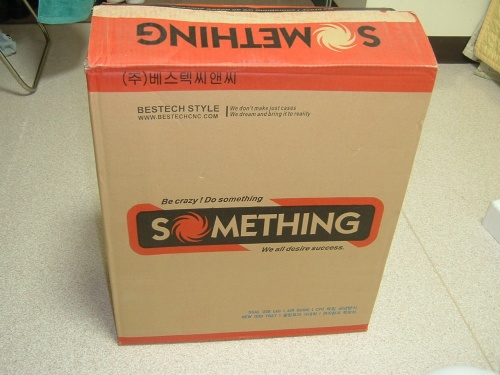 SOMETHING
(주)베스텍씨앤씨
BESTECH STYLE
WWW.BESTECHCNC.COM
We don't make just cases
We dream and bring it to reality
Be crazy ! Do something
SOMETHING
We all desire success.